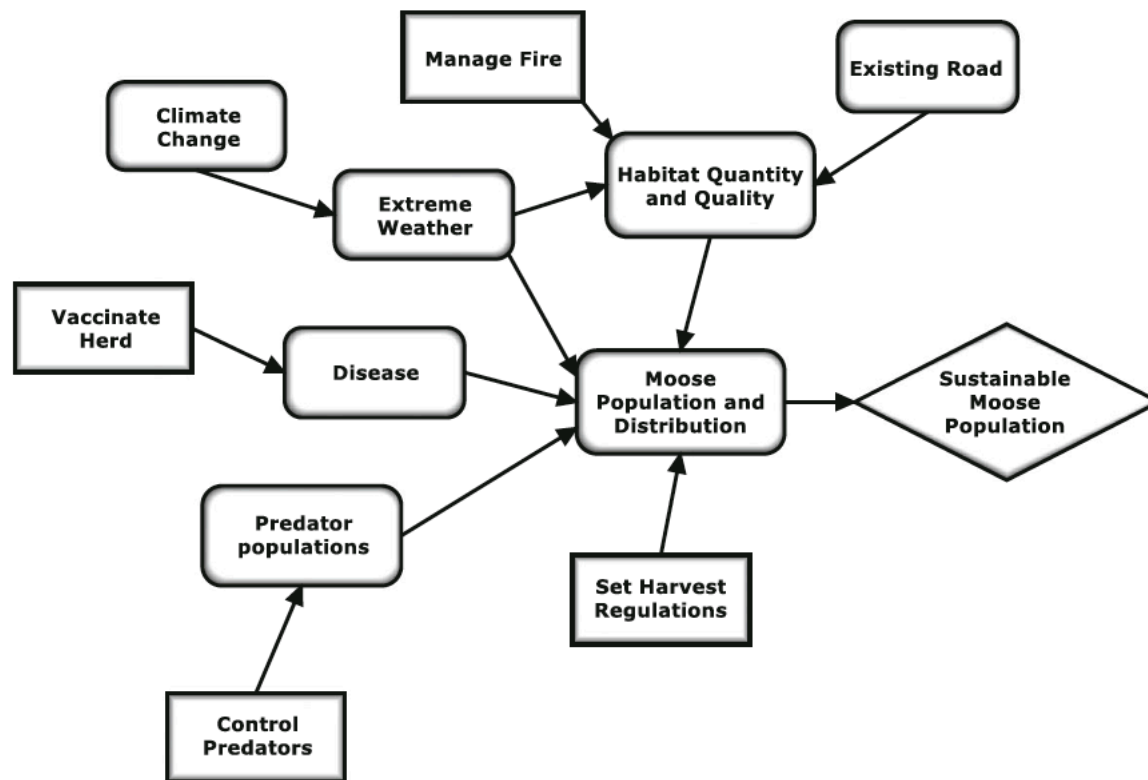 Manage Fire
Existing Road
Climate
Change
Habitat Quantity
and Quality
Extreme
Weather
Vaccinate
Herd
Disease
Moose
Population and
Distribution
Sustainable
Moose
Population
Predator
populations
Set Harvest
Regulations
Control
Predators